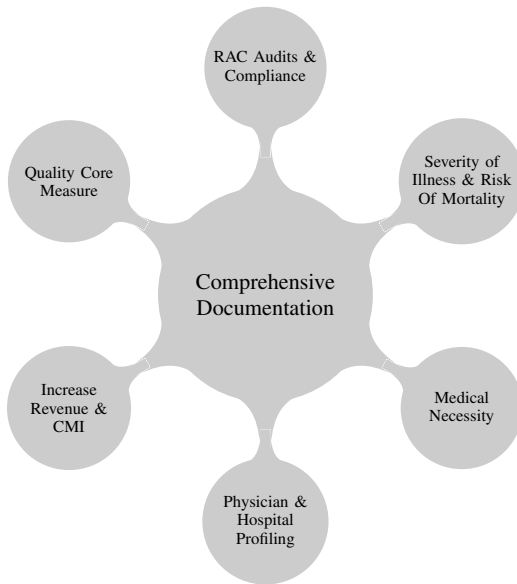 RAC Audits &
Compliance
Quality Core
Measure
Severity of
Illness & Risk
Of Mortality
Comprehensive
Documentation
Increase
Revenue &
CMI
Medical
Necessity
Physician &
Hospital
Profiling